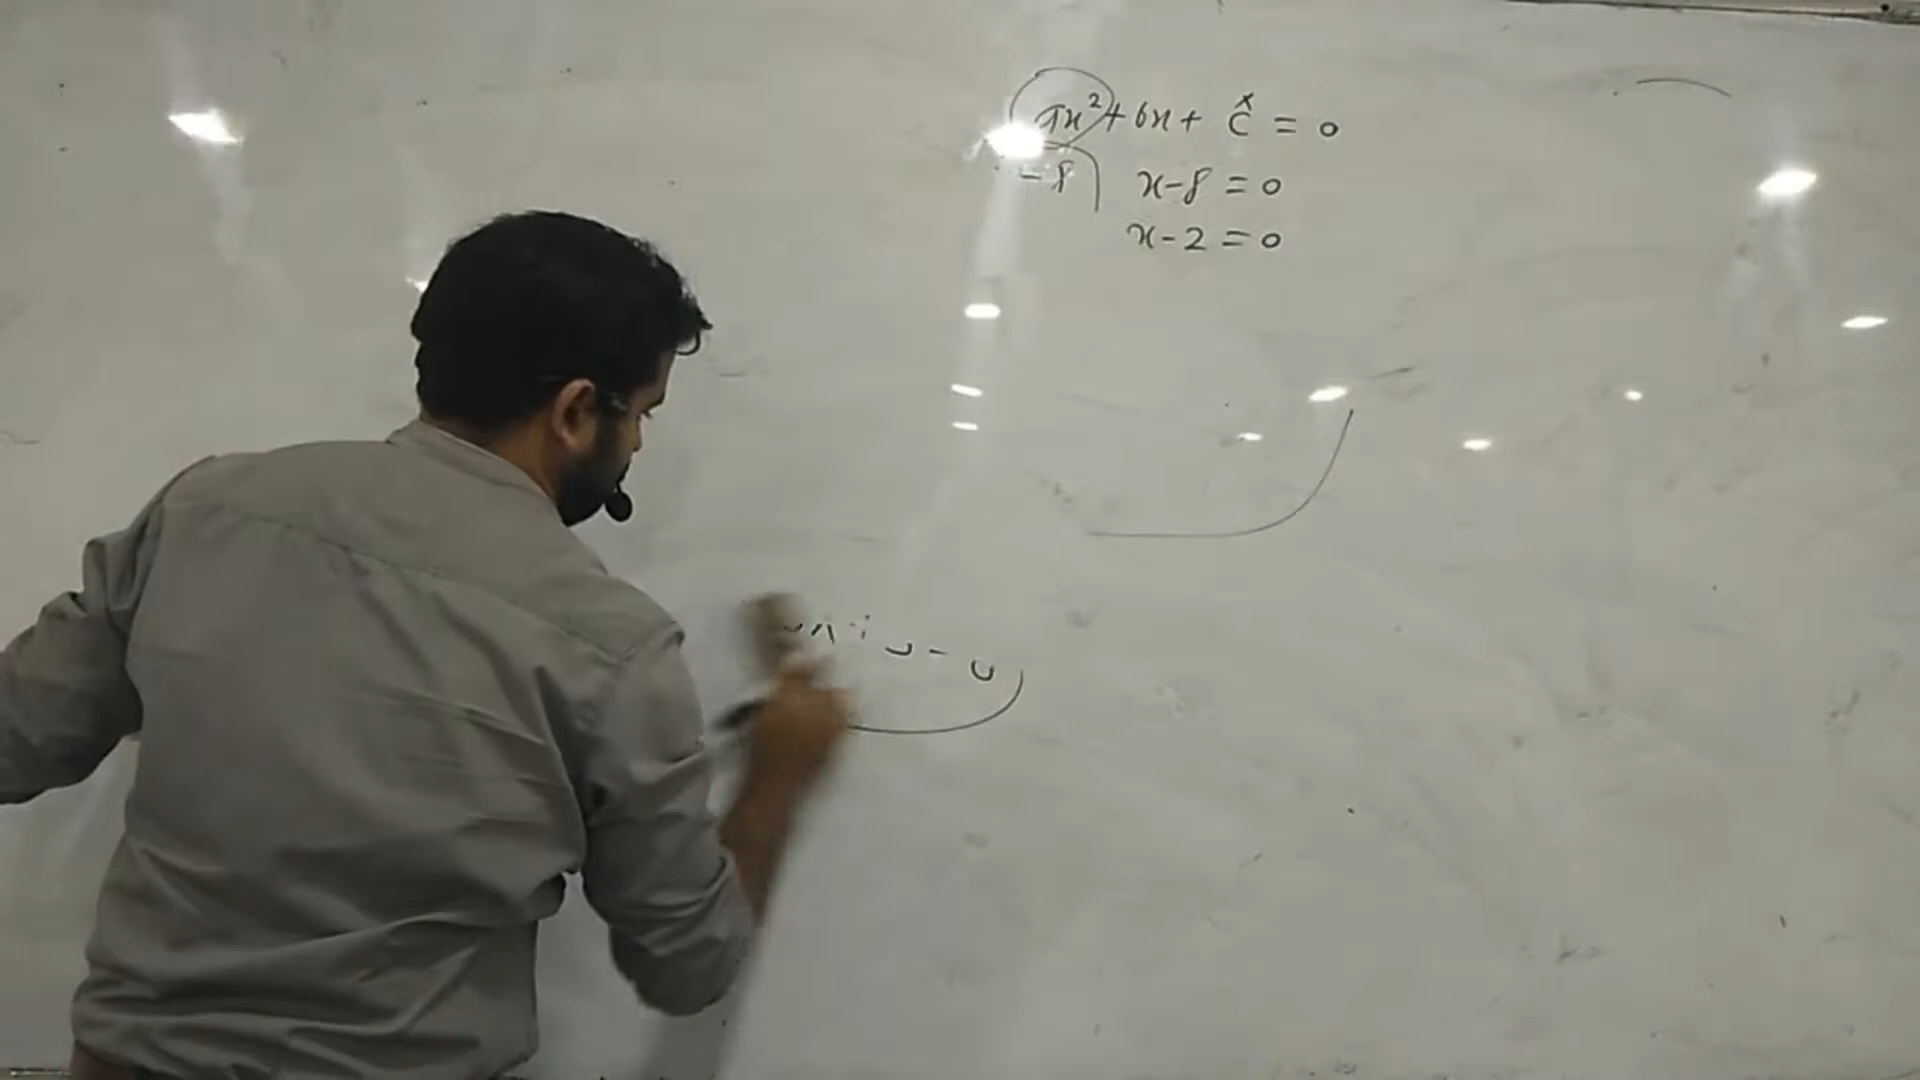 ax² + bx + c = 0
- 8 x - 8 = 0
x - 2 = 0